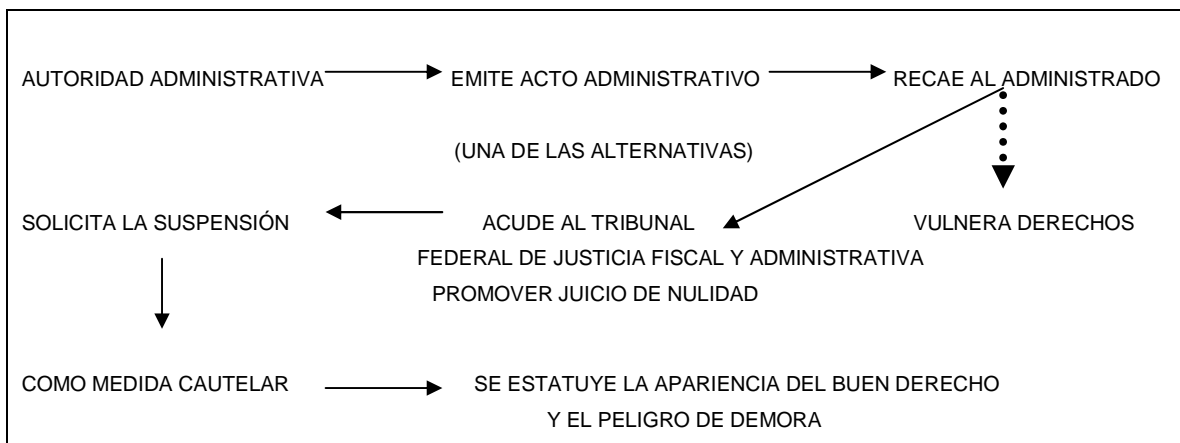 AUTORIDAD ADMINISTRATIVA
EMITE ACTO ADMINISTRATIVO
RECAE AL ADMINISTRADO
(UNA DE LAS ALTERNATIVAS)
SOLICITA LA SUSPENSIÓN
ACUDE AL TRIBUNAL
VULNERA DERECHOS
FEDERAL DE JUSTICIA FISCAL Y ADMINISTRATIVA
PROMOVER JUICIO DE NULIDAD
COMO MEDIDA CAUTELAR
SE ESTATUYE LA APARIENCIA DEL BUEN DERECHO
Y EL PELIGRO DE DEMORA